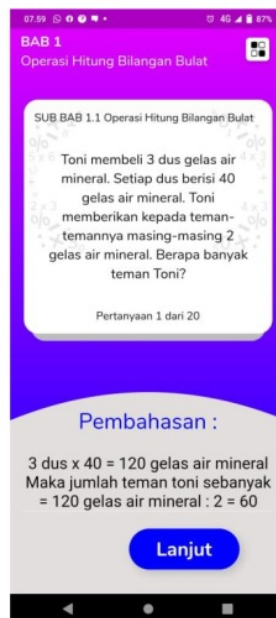 07.59
4G 87%
BAB 1
Operasi Hitung Bilangan Bulat
SUB BAB 1.1 Operasi Hitung Bilangan Bulat
Toni membeli 3 dus gelas air
mineral. Setiap dus berisi 40
gelas air mineral. Toni
memberikan kepada teman-
temannya masing-masing 2
gelas air mineral. Berapa banyak
teman Toni?
Pertanyaan 1 dari 20
Pembahasan :
3 dus x 40 = 120 gelas air mineral
Maka jumlah teman toni sebanyak
= 120 gelas air mineral : 2 = 60
Lanjut